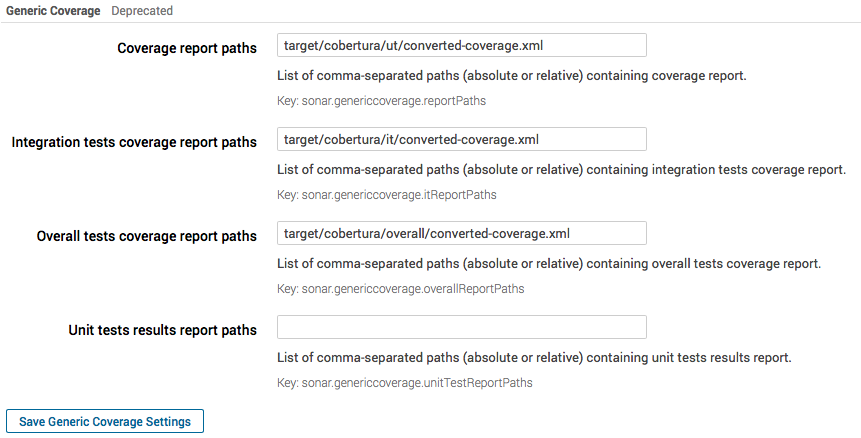 Generic Coverage Deprecated
Coverage report paths target/cobertura/ut/converted-coverage.xml
List of comma-separated paths (absolute or relative) containing coverage report.
Key: sonar.genericcoverage.reportPaths
Integration tests coverage report paths target/cobertura/it/converted-coverage.xml
List of comma-separated paths (absolute or relative) containing integration tests coverage report.
Key: sonar.genericcoverage.itReportPaths
Overall tests coverage report paths target/cobertura/overall/converted-coverage.xml
List of comma-separated paths (absolute or relative) containing overall tests coverage report.
Key: sonar.genericcoverage.overallReportPaths
Unit tests results report paths
List of comma-separated paths (absolute or relative) containing unit tests results report.
Key: sonar.genericcoverage.unitTestReportPaths
Save Generic Coverage Settings